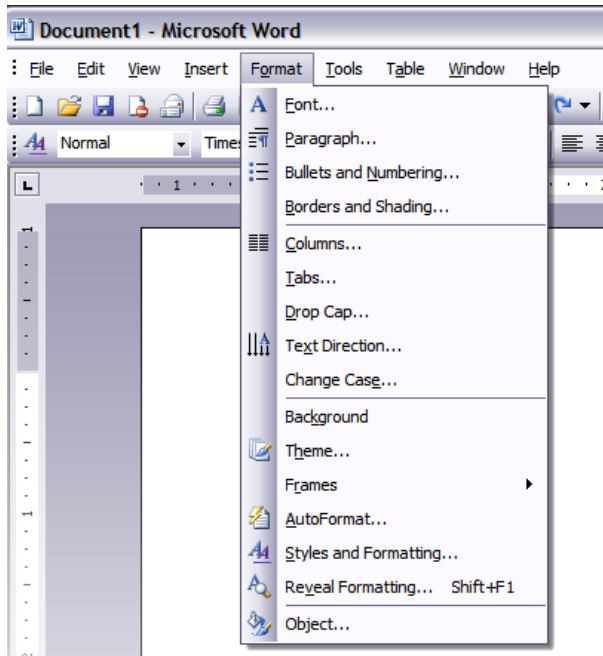 Document1 - Microsoft Word
File Edit View Insert Format Tools Table Window Help
Font...
Normal
Paragraph...
Bullets and Numbering...
1
Borders and Shading...
Columns...
Tabs...
Drop Cap...
Text Direction...
Change Case...
Background
Theme...
Frames
1
AutoFormat...
Styles and Formatting...
Reveal Formatting... Shift+F1
Object...